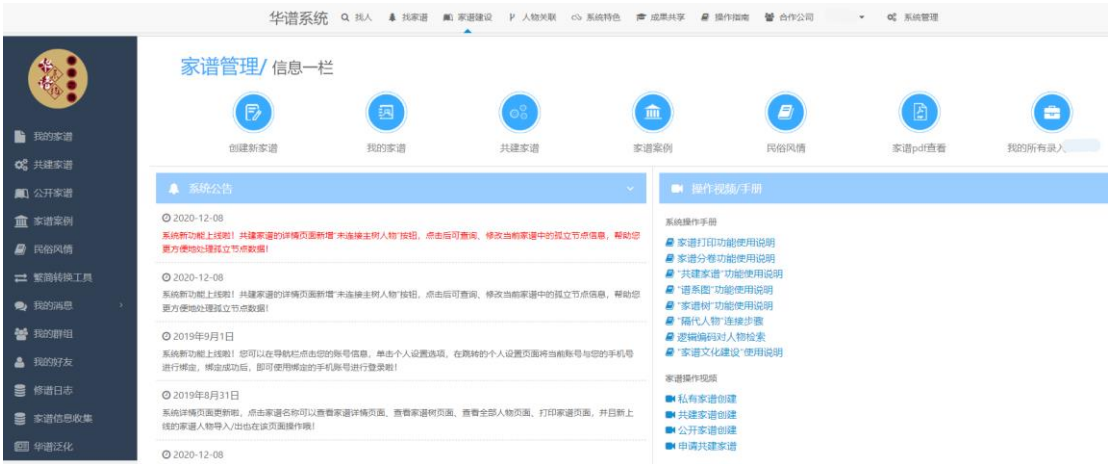 华谱系统 找人 找家谱 家谱建设 人物关联 系统特色 成果共享 操作指南 合作公司 系统管理
我的家谱
共建家谱
公开家谱
家谱案例
民俗风情
繁简转换工具
我的消息
我的群组
我的好友
修谱日志
家谱信息收集
华谱泛化
家谱管理/ 信息一栏
创建新家谱 我的家谱 共建家谱 家谱案例 民俗风情 家谱pdf查看 我的所有录入
系统公告
2020-12-08
系统新功能上线啦！共建家谱的详情页面新增"未连接主树人物"按钮，点击后可查询、修改当前家谱中的孤立节点信息，帮助您
更方便地处理孤立节点数据！
2020-12-08
系统新功能上线啦！共建家谱的详情页面新增"未连接主树人物"按钮，点击后可查询、修改当前家谱中的孤立节点信息，帮助您
更方便地处理孤立节点数据！
2019年9月1日
系统新功能上线啦！您可以在导航栏点击您的账号信息，单击个人设置选项，在跳转的个人设置页面将当前账号与您的手机号
进行绑定，绑定成功后，即可使用绑定的手机账号进行登录啦！
2019年8月31日
系统详情页面更新啦，点击家谱名称可以查看家谱详情页面、查看家谱树页面、查看全部人物页面、打印家谱页面，并且新上
线的家谱人物导入/出也在该页面操作哦！
2020-12-08
操作视频/手册
系统操作手册
家谱打印功能使用说明
家谱分卷功能使用说明
"共建家谱"功能使用说明
"谱系图"功能使用说明
"家谱树"功能使用说明
"隔代人物"连接步骤
逻辑编码对人物检索
"家谱文化建设"使用说明
家谱操作视频
私有家谱创建
共建家谱创建
公开家谱创建
申请共建家谱